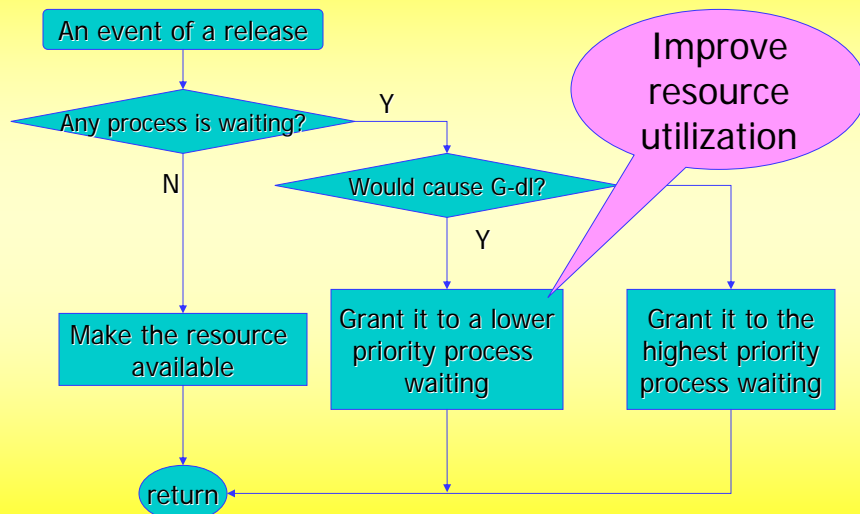 An event of a release
Improve
resource
utilization
Any process is waiting?
Y
N
Would cause G-dl?
Y
Make the resource
available
Grant it to a lower
priority process
waiting
Grant it to the
highest priority
process waiting
return